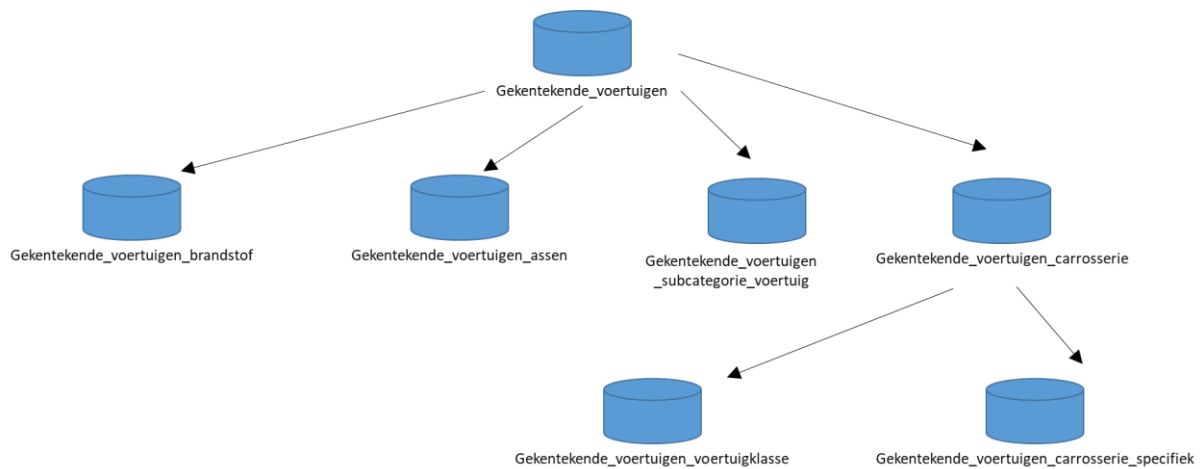 Gekentekende_voertuigen
Gekentekende_voertuigen_brandstof
Gekentekende_voertuigen_assen
Gekentekende_voertuigen
_subcategorie_voertuig
Gekentekende_voertuigen_carrosserie
Gekentekende_voertuigen_voertuigklasse
Gekentekende_voertuigen_carrosserie_specifiek